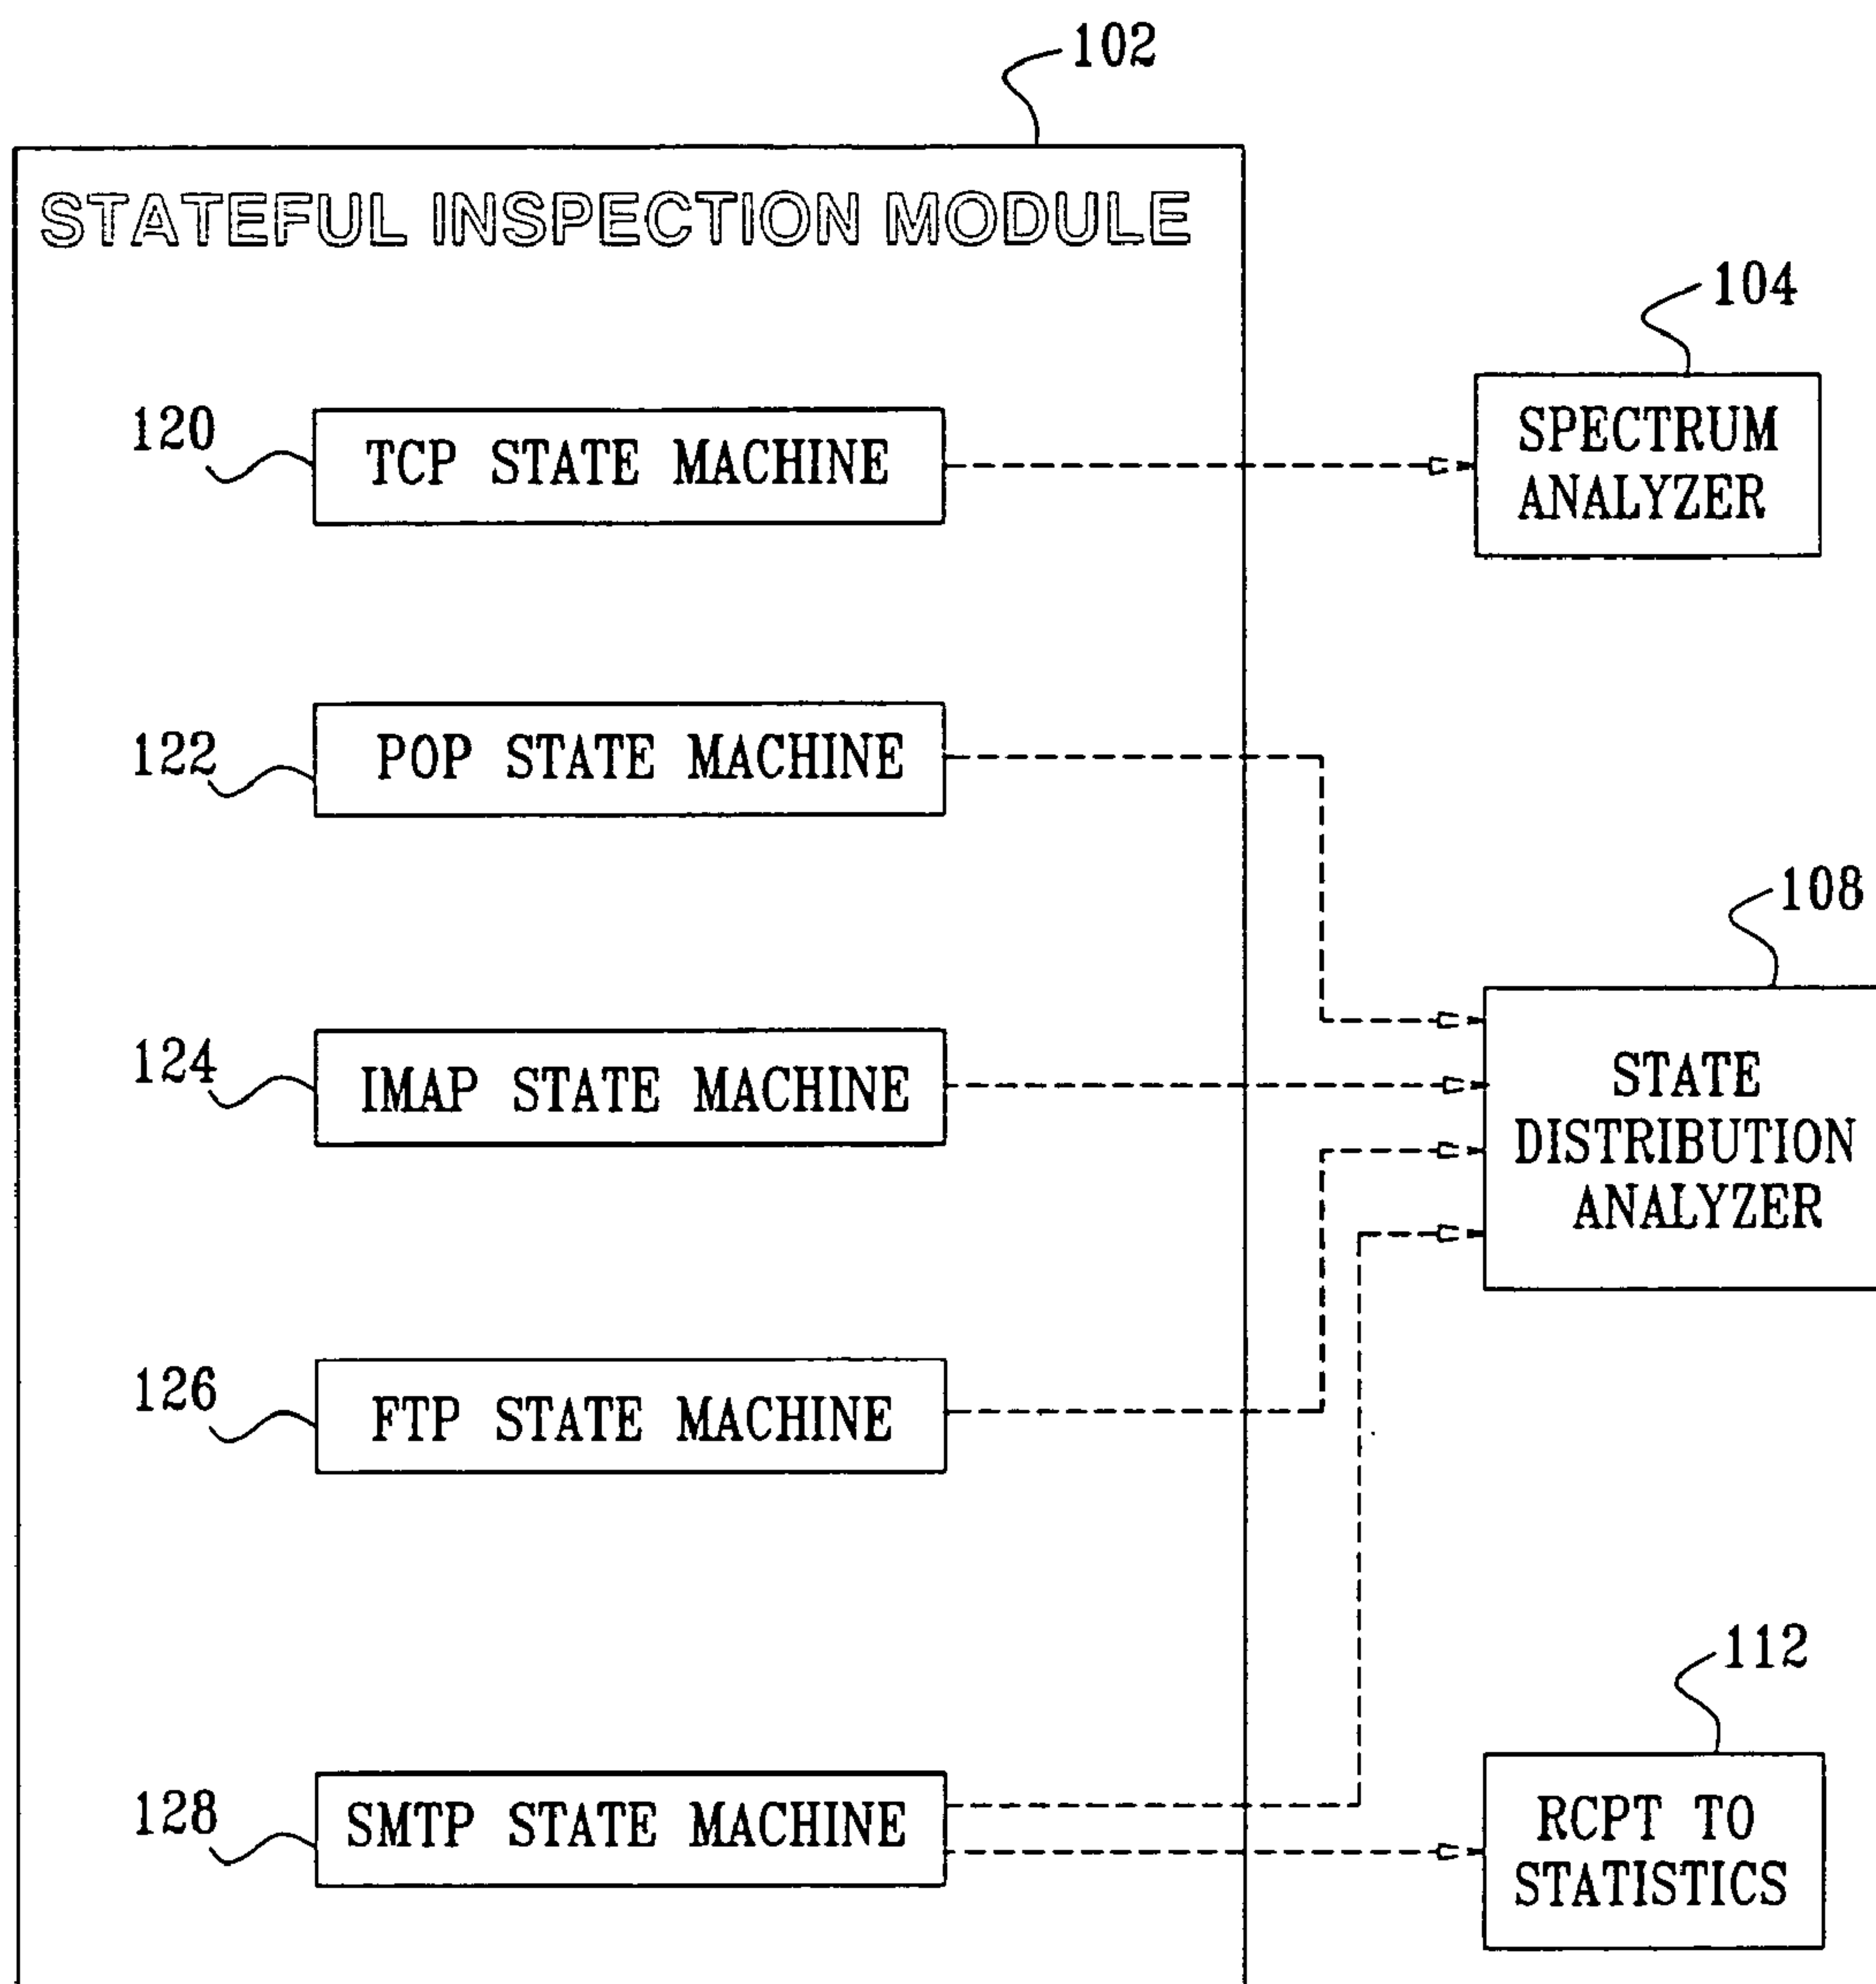 102
STATEFUL INSPECTION MODULE
104
SPECTRUM
ANALYZER
120
TCP STATE MACHINE
122
POP STATE MACHINE
108
STATE
DISTRIBUTION
ANALYZER
124
IMAP STATE MACHINE
126
FTP STATE MACHINE
112
RCPT TO
STATISTICS
128
SMTP STATE MACHINE